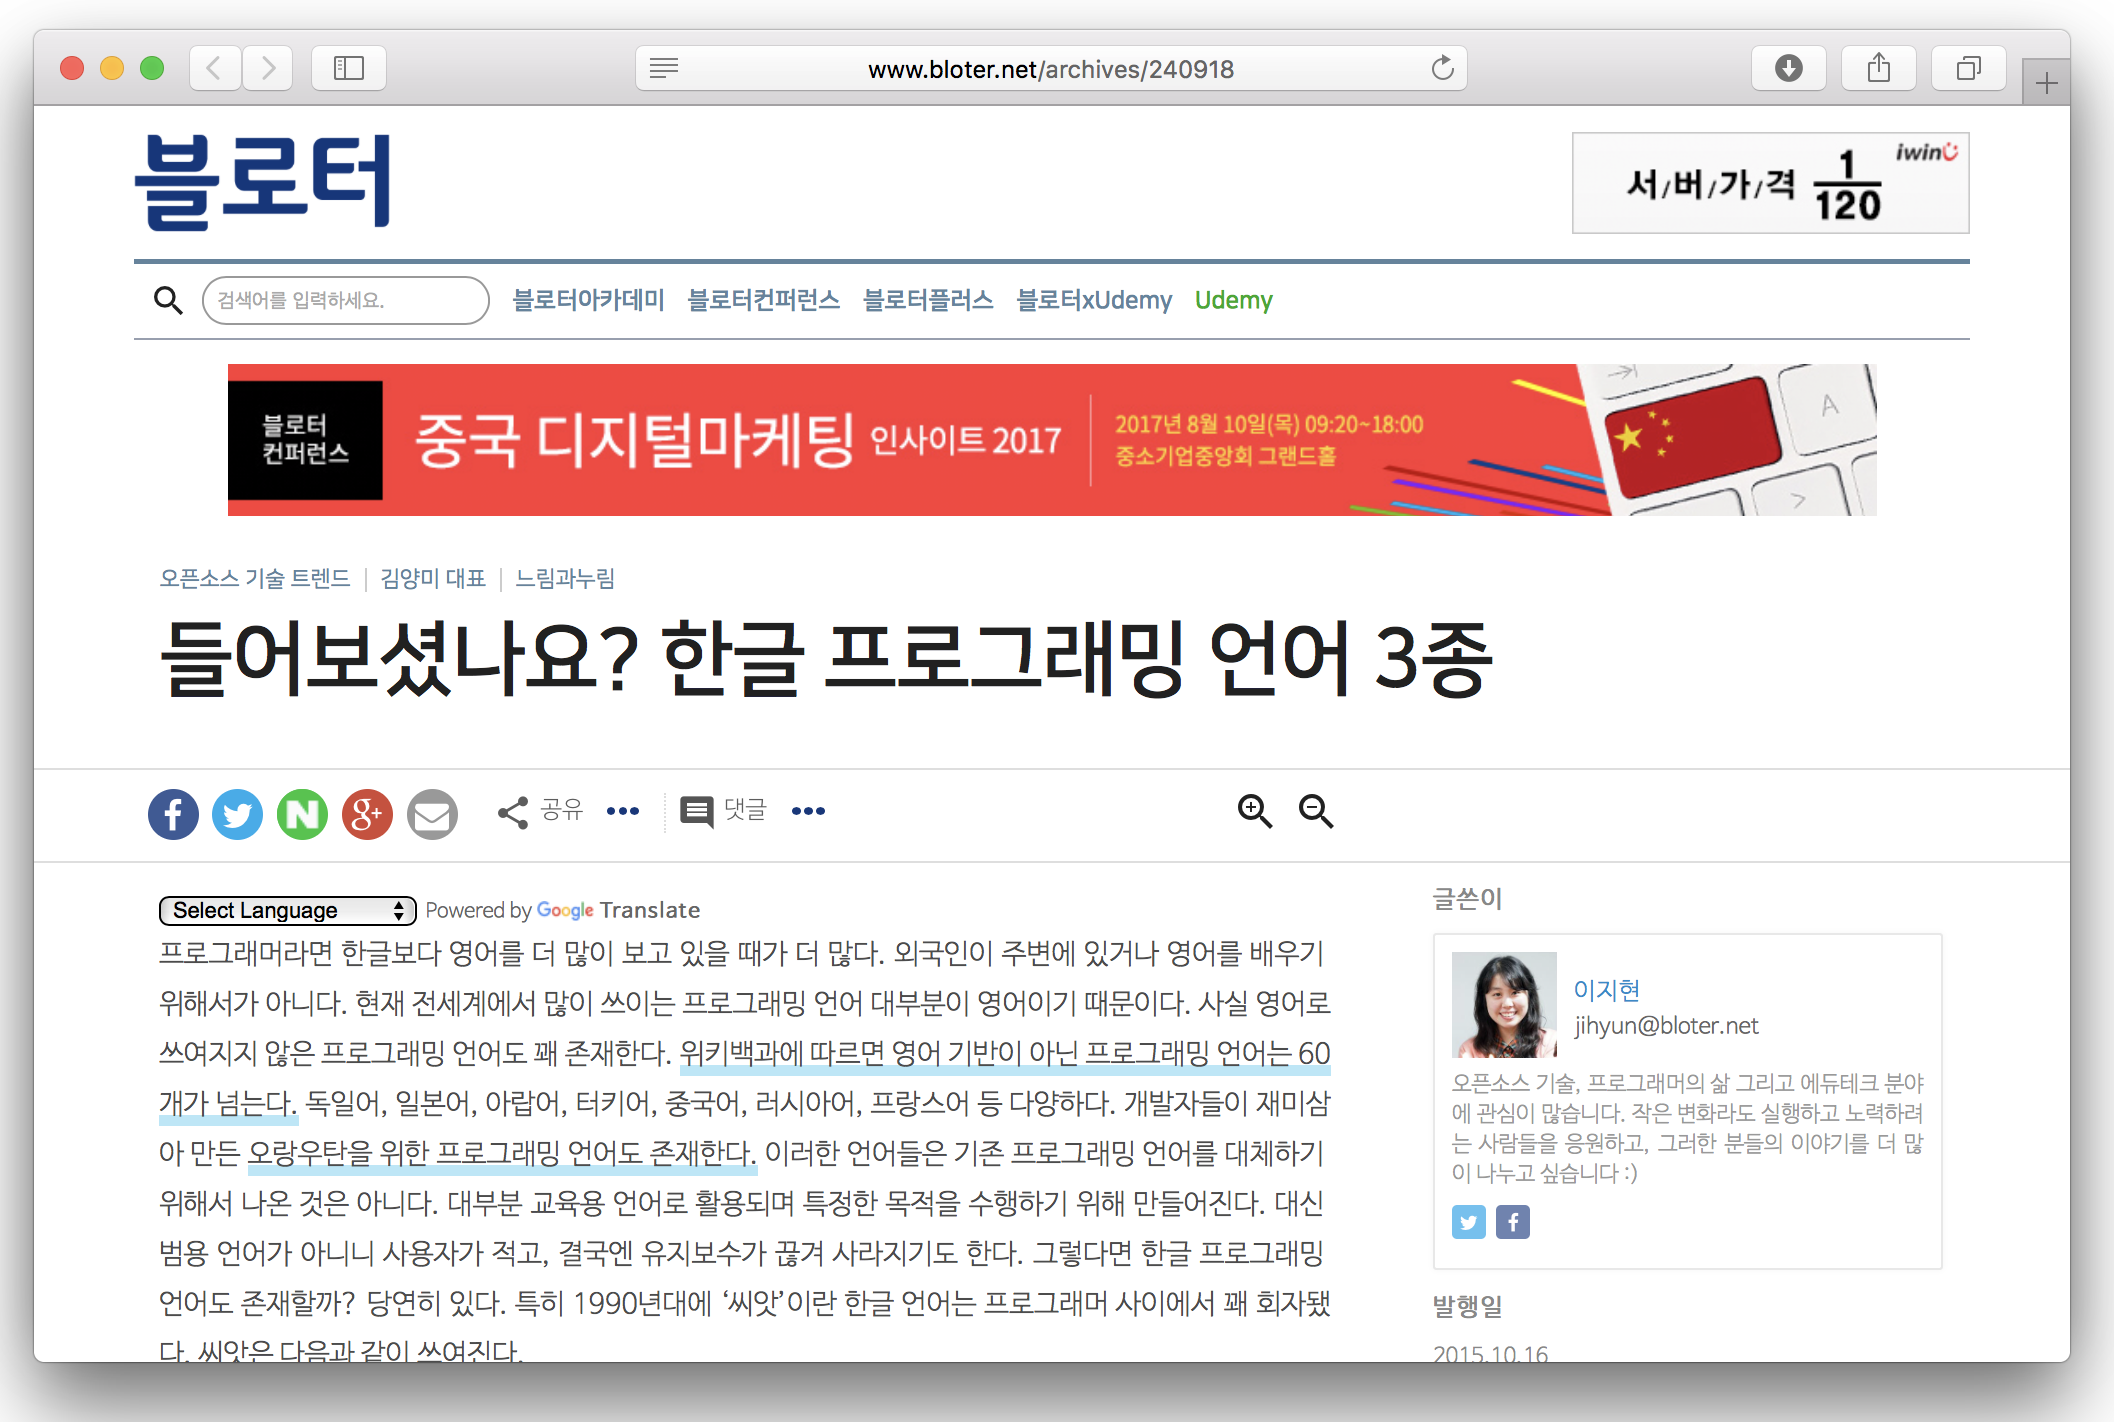 www.bloter.net/archives/240918
블로터
서/버/가/격 1/120 iwinU
검색어를 입력하세요. 블로터아카데미 블로터컨퍼런스 블로터플러스 블로터xUdemy Udemy
블로터
컨퍼런스
중국 디지털마케팅 인사이트 2017
2017년 8월 10일(목) 09:20~18:00
중소기업중앙회 그랜드홀
A
오픈소스 기술 트렌드 | 김양미 대표 | 느림과누림
들어보셨나요? 한글 프로그래밍 언어 3종
공유 ••• 댓글 •••
Select Language Powered by Google Translate
프로그래머라면 한글보다 영어를 더 많이 보고 있을 때가 더 많다. 외국인이 주변에 있거나 영어를 배우기
위해서가 아니다. 현재 전세계에서 많이 쓰이는 프로그래밍 언어 대부분이 영어이기 때문이다. 사실 영어로
쓰여지지 않은 프로그래밍 언어도 꽤 존재한다. 위키백과에 따르면 영어 기반이 아닌 프로그래밍 언어는 60
개가 넘는다. 독일어, 일본어, 아랍어, 터키어, 중국어, 러시아어, 프랑스어 등 다양하다. 개발자들이 재미삼
아 만든 오랑우탄을 위한 프로그래밍 언어도 존재한다. 이러한 언어들은 기존 프로그래밍 언어를 대체하기
위해서 나온 것은 아니다. 대부분 교육용 언어로 활용되며 특정한 목적을 수행하기 위해 만들어진다. 대신
범용 언어가 아니니 사용자가 적고, 결국엔 유지보수가 끊겨 사라지기도 한다. 그렇다면 한글 프로그래밍
언어도 존재할까? 당연히 있다. 특히 1990년대에 ‘씨앗’이란 한글 언어는 프로그래머 사이에서 꽤 회자됐
다. 씨앗은 다음과 같이 쓰여진다.
글쓴이
이지현
jihyun@bloter.net
오픈소스 기술, 프로그래머의 삶 그리고 에듀테크 분야
에 관심이 많습니다. 작은 변화라도 실행하고 노력하려
는 사람들을 응원하고, 그러한 분들의 이야기를 더 많
이 나누고 싶습니다 :)
발행일
2015.10.16